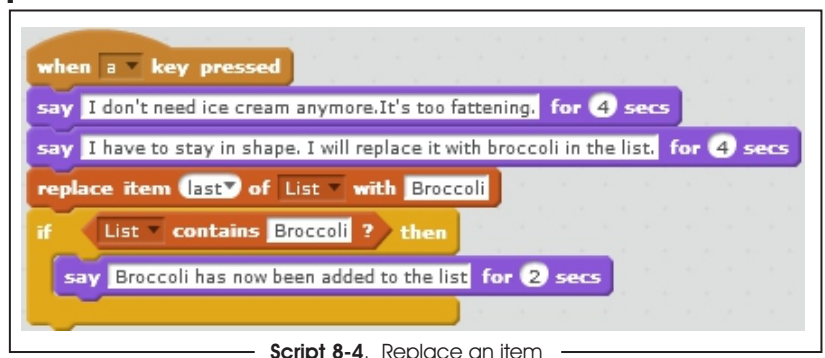 when a key pressed
say I don't need ice cream anymore.It's too fattening. for 4 secs
say I have to stay in shape. I will replace it with broccoli in the list. for 4 secs
replace item last of List with Broccoli
if List contains Broccoli ? then
say Broccoli has now been added to the list for 2 secs
Script 8-4. Replace an item